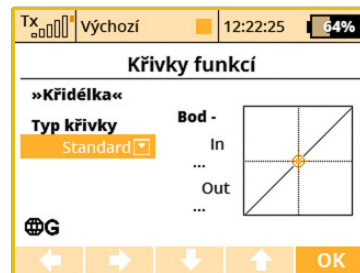 Tx Výchozí 12:22:25 64%
Křivky funkcí
»Křidélka«
Typ křivky
Standard
Bod -
In
...
Out
...
G
OK